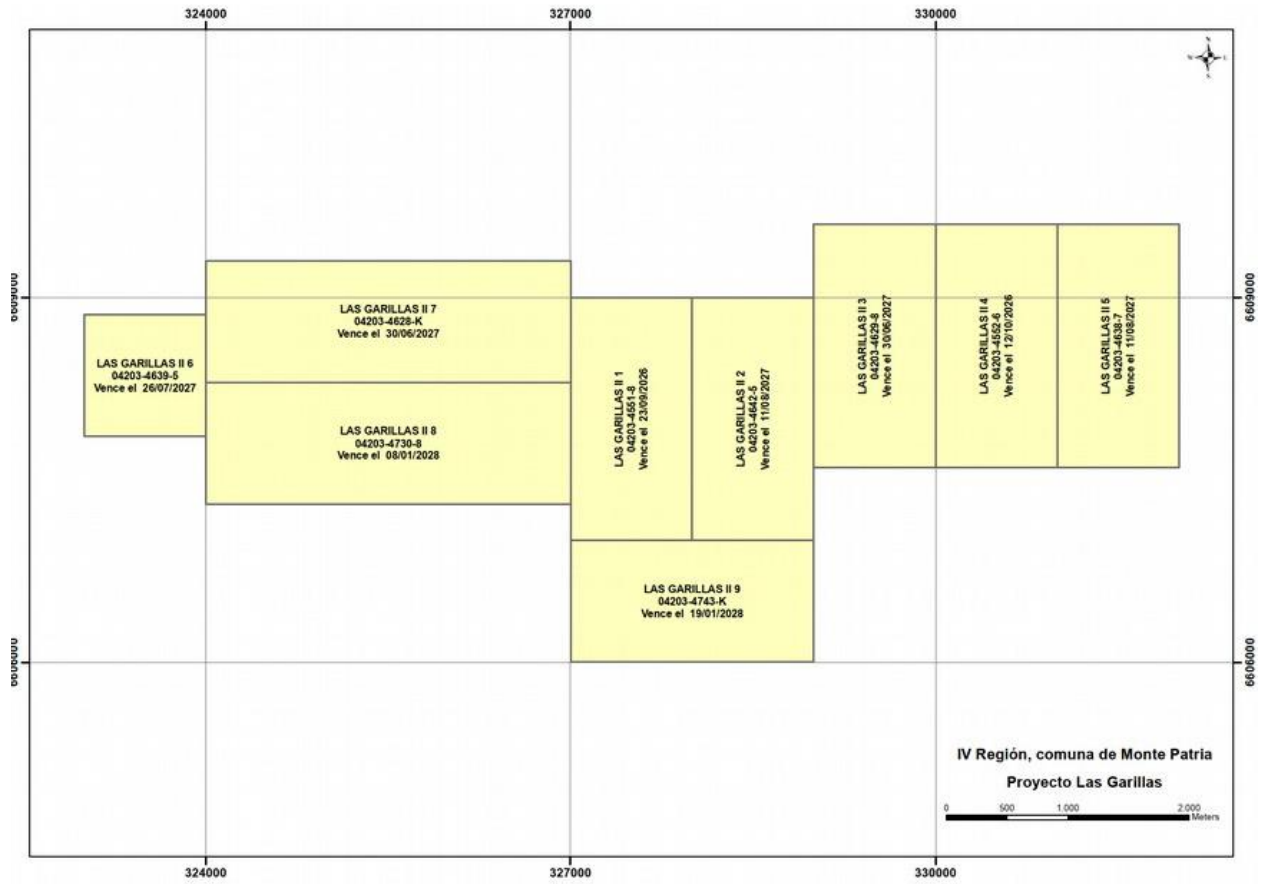 324000
327000
330000
6609000
6609000
6606000
6606000
N
S
LAS GARILLAS II 7
04203-4628-K
Vence el 30/06/2027
LAS GARILLAS II 6
04203-4639-5
Vence el 26/07/2027
LAS GARILLAS II 8
04203-4730-8
Vence el 08/01/2028
LAS GARILLAS II 1
04203-4551-8
Vence el 23/09/2026
LAS GARILLAS II 2
04203-4642-5
Vence el 11/08/2027
LAS GARILLAS II 3
04203-4629-8
Vence el 30/06/2027
LAS GARILLAS II 4
04203-4552-6
Vence el 12/10/2026
LAS GARILLAS II 5
04203-4638-7
Vence el 11/08/2027
LAS GARILLAS II 9
04203-4743-K
Vence el 19/01/2028
IV Región, comuna de Monte Patria
Proyecto Las Garillas
0 500 1.000 2.000
Meters
324000
327000
330000